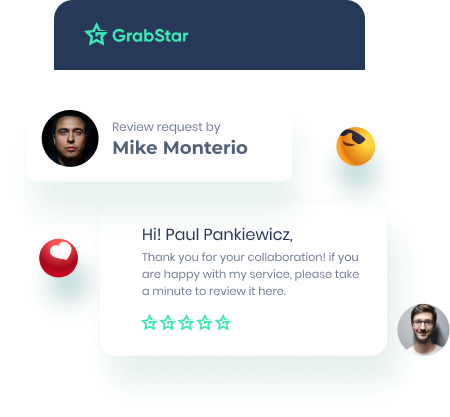 GrabStar
Review request by
Mike Monterio
Hi! Paul Pankiewicz,
Thank you for your collaboration! if you
are happy with my service, please take
a minute to review it here.